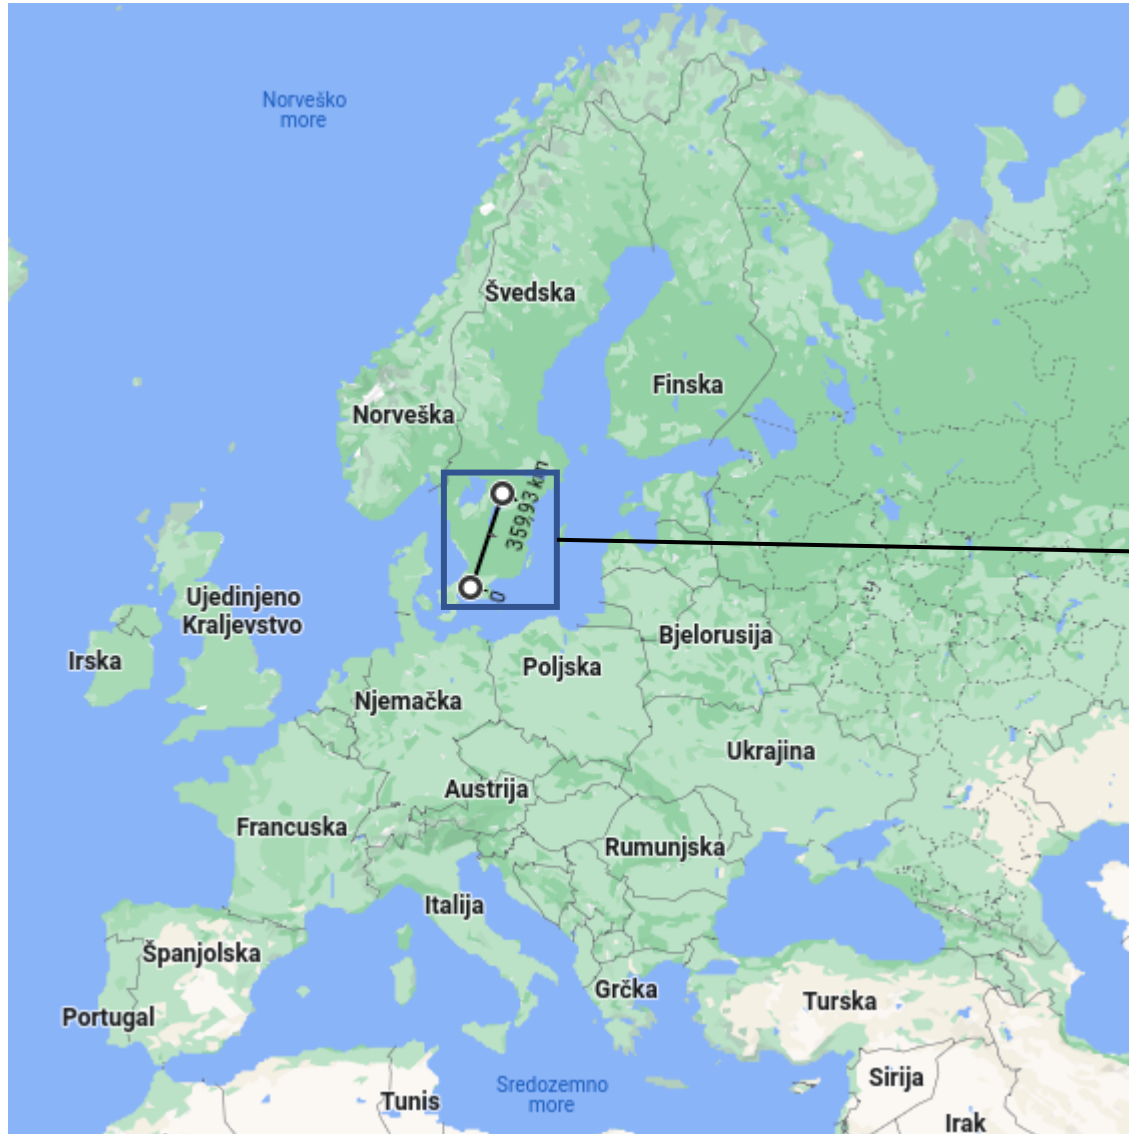 Norveško
more
Švedska
Finska
Norveška
359,93 km
0
Ujedinjeno
Kraljevstvo
Irska
Bjelorusija
Poljska
Njemačka
Ukrajina
Austrija
Francuska
Rumunjska
Italija
Španjolska
Grčka
Turska
Portugal
Sirija
Sredozemno
more
Tunis
Irak